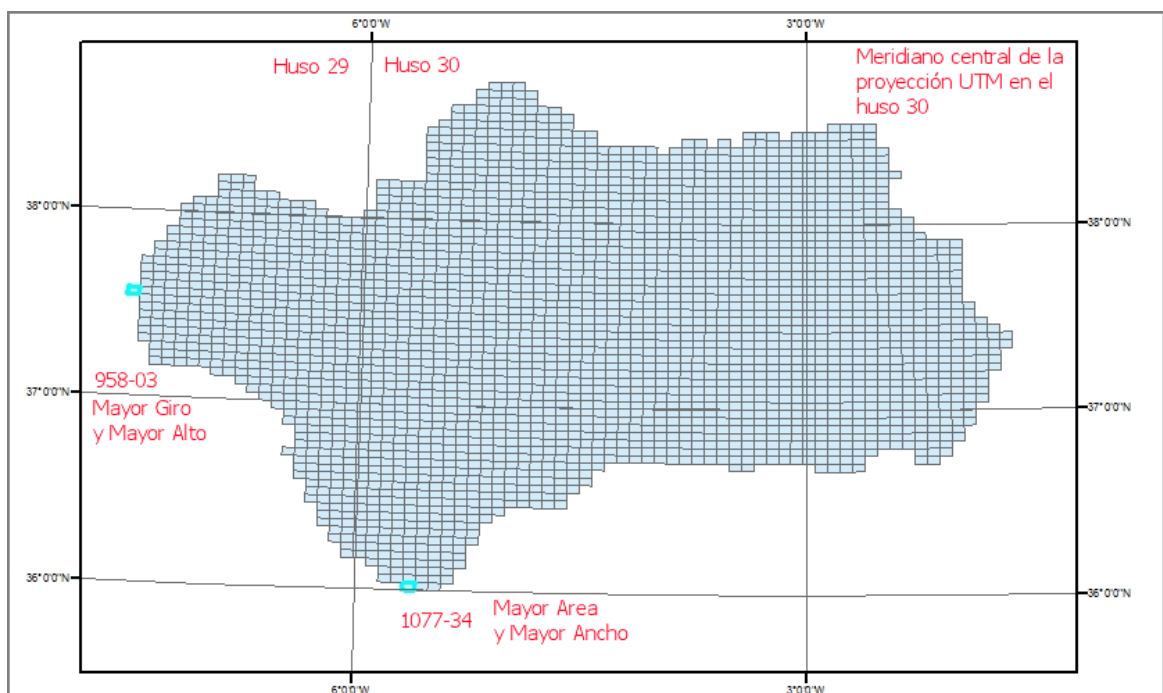 6°0'0"W
3°0'0"W
Huso 29
Huso 30
Meridiano central de la
proyección UTM en el
huso 30
38°0'0"N
38°0'0"N
958-03
Mayor Giro
y Mayor Alto
37°0'0"N
37°0'0"N
36°0'0"N
36°0'0"N
1077-34
Mayor Area
y Mayor Ancho
6°0'0"W
3°0'0"W